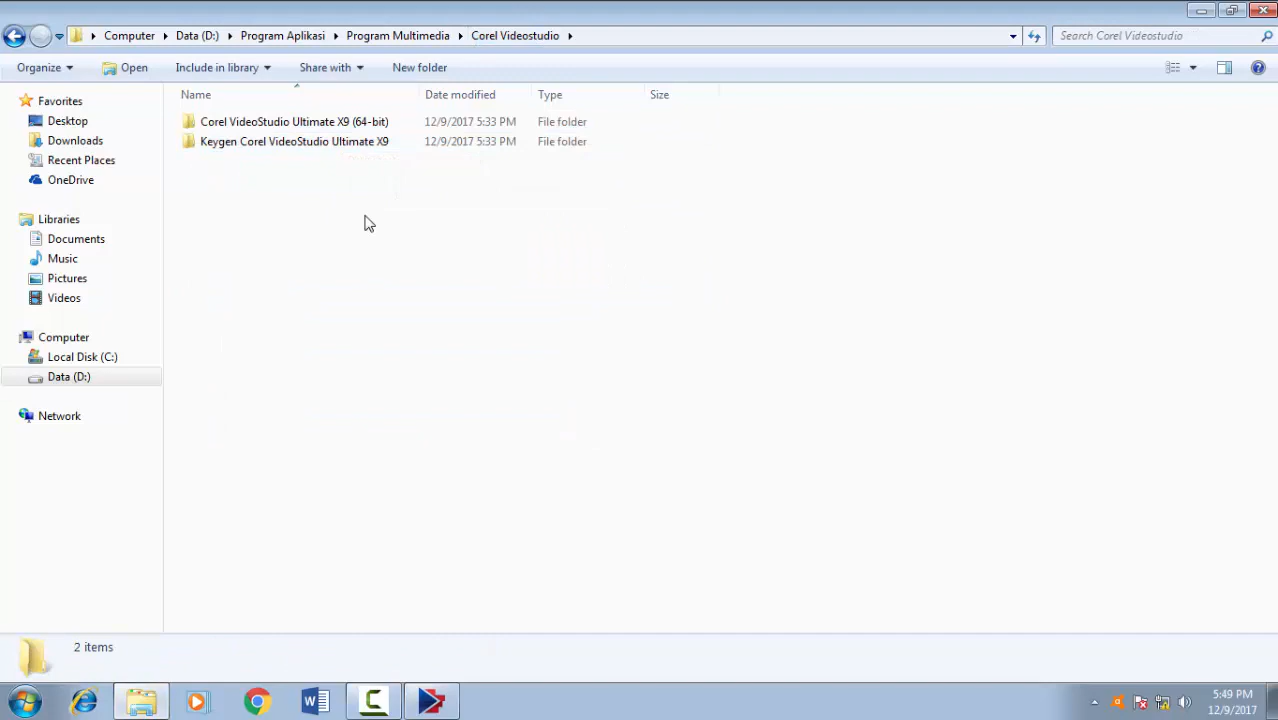 Computer Data (D:) Program Aplikasi Program Multimedia Corel Videostudio Search Corel Videostudio
Organize Open Include in library Share with New folder
Name Date modified Type Size
Corel VideoStudio Ultimate X9 (64-bit) 12/9/2017 5:33 PM File folder
Keygen Corel VideoStudio Ultimate X9 12/9/2017 5:33 PM File folder
Favorites
Desktop
Downloads
Recent Places
OneDrive
Libraries
Documents
Music
Pictures
Videos
Computer
Local Disk (C:)
Data (D:)
Network
2 items
5:49 PM
12/9/2017